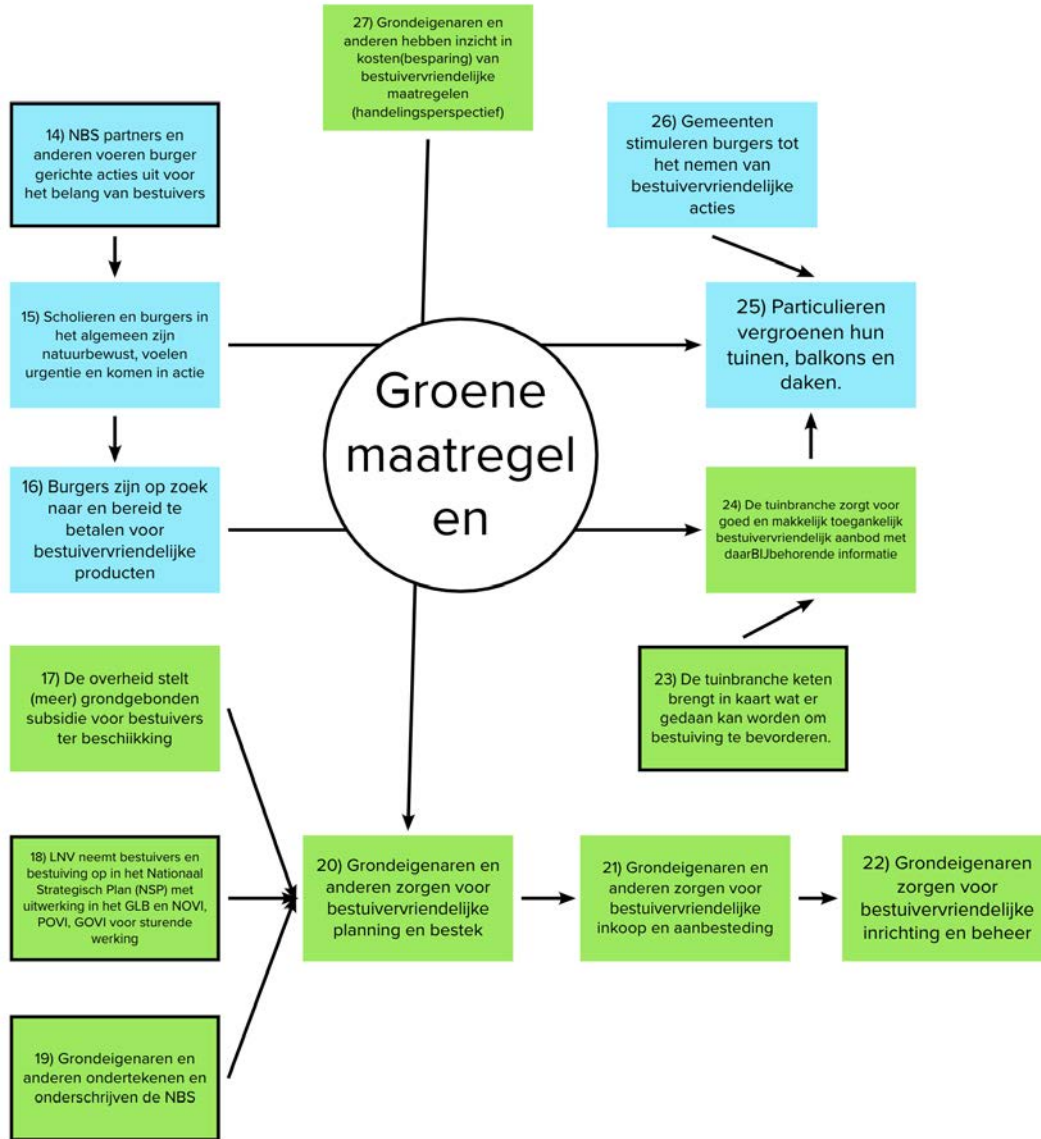 27) Grondeigenaren en
anderen hebben inzicht in
kosten(besparing) van
bestuivervriendelijke
maatregelen
(handelingsperspectief)
14) NBS partners en
anderen voeren burger
gerichte acties uit voor
het belang van bestuivers
26) Gemeenten
stimuleren burgers tot
het nemen van
bestuivervriendelijke
acties
15) Scholieren en burgers in
het algemeen zijn
natuurbewust, voelen
urgentie en komen in actie
Groene
maatregel
en
25) Particulieren
vergroenen hun
tuinen, balkons en
daken.
16) Burgers zijn op zoek
naar en bereid te
betalen voor
bestuivervriendelijke
producten
24) De tuinbranche zorgt voor
goed en makkelijk toegankelijk
bestuivervriendelijk aanbod met
daarBIJbehorende informatie
17) De overheid stelt
(meer) grondgebonden
subsidie voor bestuivers
ter beschiikking
23) De tuinbranche keten
brengt in kaart wat er
gedaan kan worden om
bestuiving te bevorderen.
18) LNV neemt bestuivers en
bestuiving op in het Nationaal
Strategisch Plan (NSP) met
uitwerking in het GLB en NOVI,
POVI, GOVI voor sturende
werking
20) Grondeigenaren en
anderen zorgen voor
bestuivervriendelijke
planning en bestek
21) Grondeigenaren en
anderen zorgen voor
bestuivervriendelijke
inkoop en aanbesteding
22) Grondeigenaren
zorgen voor
bestuivervriendelijke
inrichting en beheer
19) Grondeigenaren en
anderen ondertekenen en
onderschrijven de NBS